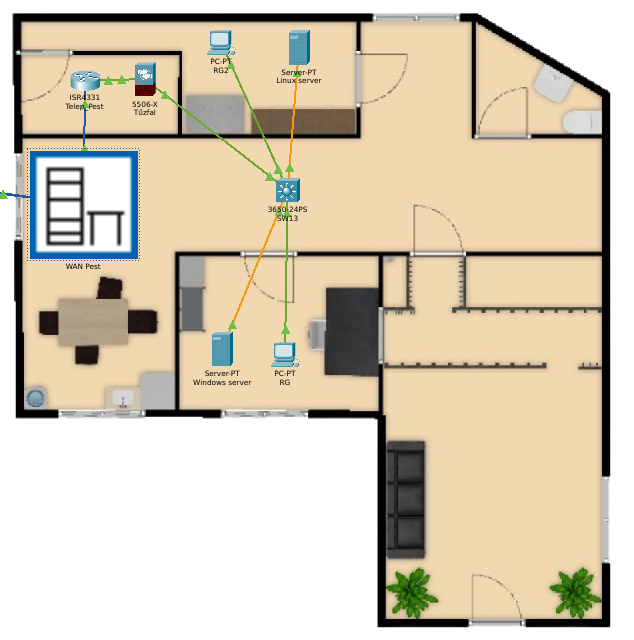 PC-PT
RG2
Server-PT
Linux server
ISR4331
Telep Pest
5506-X
Tűzfal
3650-24PS
SW13
WAN Pest
Server-PT
Windows server
PC-PT
RG